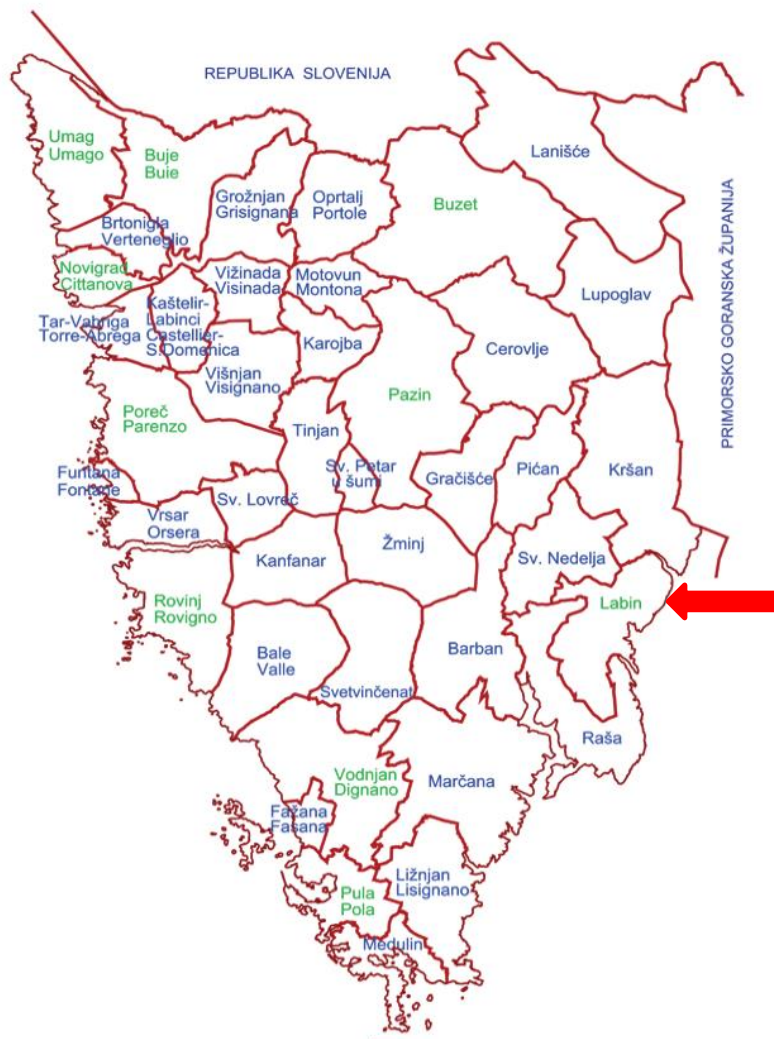 REPUBLIKA SLOVENIJA
Umag
Umago
Buje
Buie
Lanišće
Grožnjan
Grisignana
Oprtalj
Portole
Buzet
PRIMORSKO GORANSKA ŽUPANIJA
Brtonigla
Verteneglio
Novigrad
Cittanova
Vižinada
Visinada
Motovun
Montona
Lupoglav
Tar-Vabriga
Torre-Abrega
Kaštelir-
Labinci
Castellier-
S.Domenica
Karojba
Cerovlje
Višnjan
Visignano
Pazin
Poreč
Parenzo
Tinjan
Sv. Petar
u šumi
Gračišće
Pićan
Kršan
Funtana
Fontane
Sv. Lovreč
Vrsar
Orsera
Kanfanar
Žminj
Sv. Nedelja
Rovinj
Rovigno
Labin
Bale
Valle
Barban
Svetvinčenat
Raša
Vodnjan
Dignano
Marčana
Fažana
Fasana
Ližnjan
Lisignano
Pula
Pola
Medulin